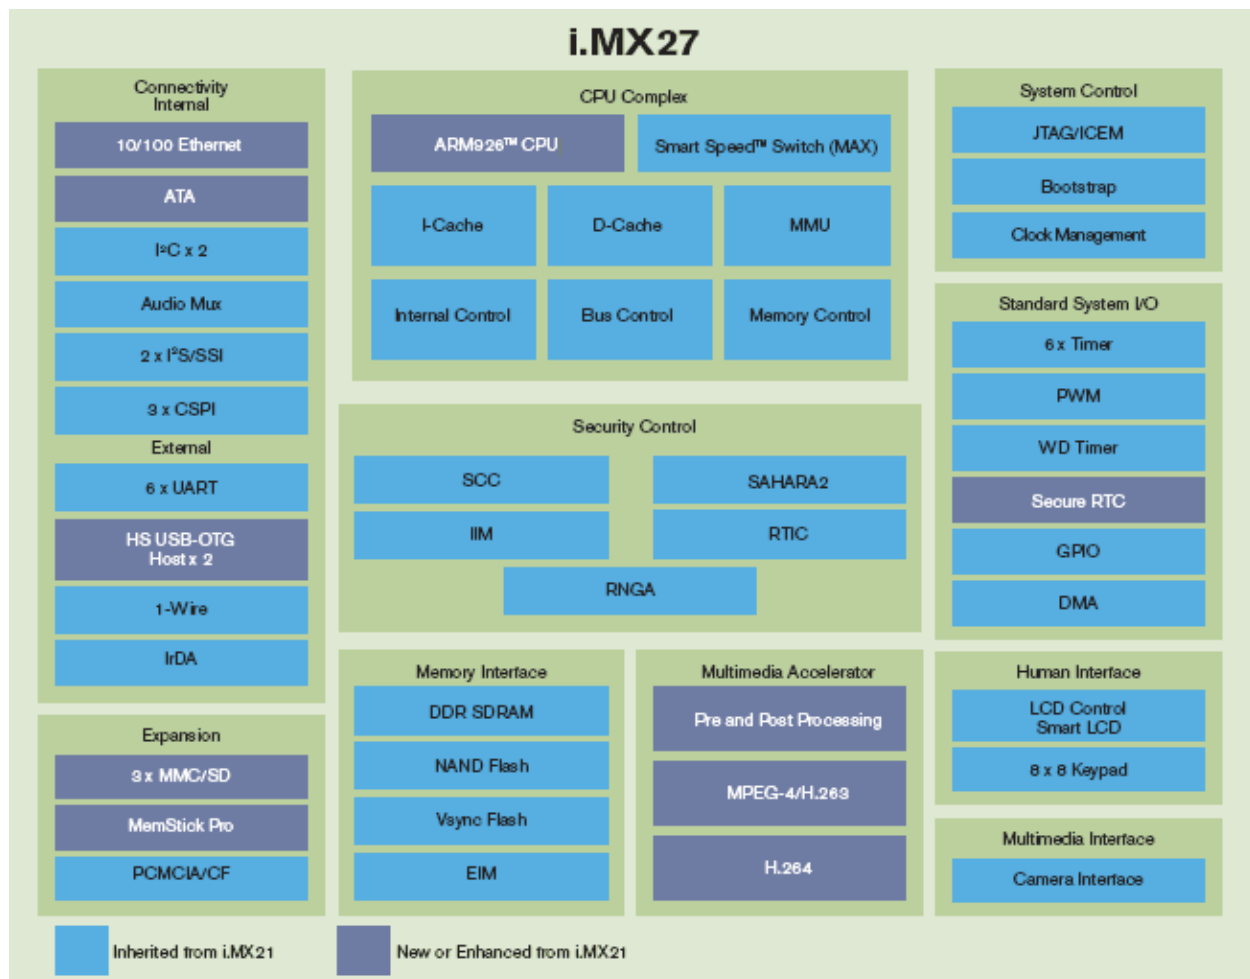 i.MX27
Connectivity
Internal
10/100 Ethernet
ATA
I²C x 2
Audio Mux
2 x I²S/SSI
3 x CSPI
External
6 x UART
HS USB-OTG
Host x 2
1-Wire
IrDA
Expansion
3 x MMC/SD
MemStick Pro
PCMCIA/CF
CPU Complex
ARM926™ CPU
Smart Speed™ Switch (MAX)
I-Cache
D-Cache
MMU
Internal Control
Bus Control
Memory Control
Security Control
SCC
SAHARA2
IIM
RTIC
RNGA
Memory Interface
DDR SDRAM
NAND Flash
Vsync Flash
EIM
Multimedia Accelerator
Pre and Post Processing
MPEG-4/H.263
H.264
System Control
JTAG/ICEM
Bootstrap
Clock Management
Standard System I/O
6 x Timer
PWM
WD Timer
Secure RTC
GPIO
DMA
Human Interface
LCD Control
Smart LCD
8 x 8 Keypad
Multimedia Interface
Camera Interface
Inherited from i.MX21
New or Enhanced from i.MX21